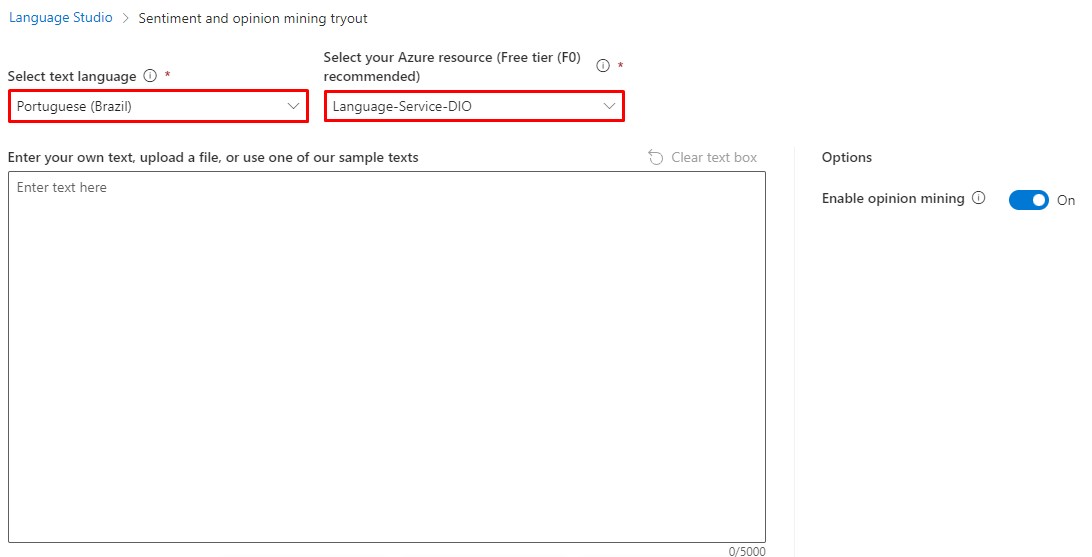 Language Studio > Sentiment and opinion mining tryout
Select your Azure resource (Free tier (F0)
recommended) *
Select text language *
Portuguese (Brazil)
Language-Service-DIO
Enter your own text, upload a file, or use one of our sample texts
Clear text box
Options
Enter text here
Enable opinion mining
On
0/5000